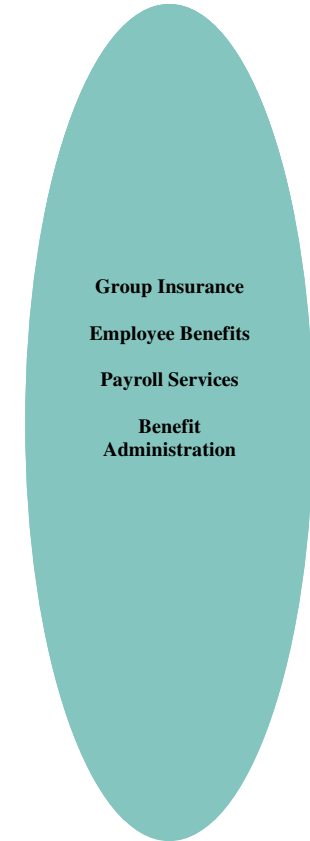 Group Insurance
Employee Benefits
Payroll Services
Benefit
Administration